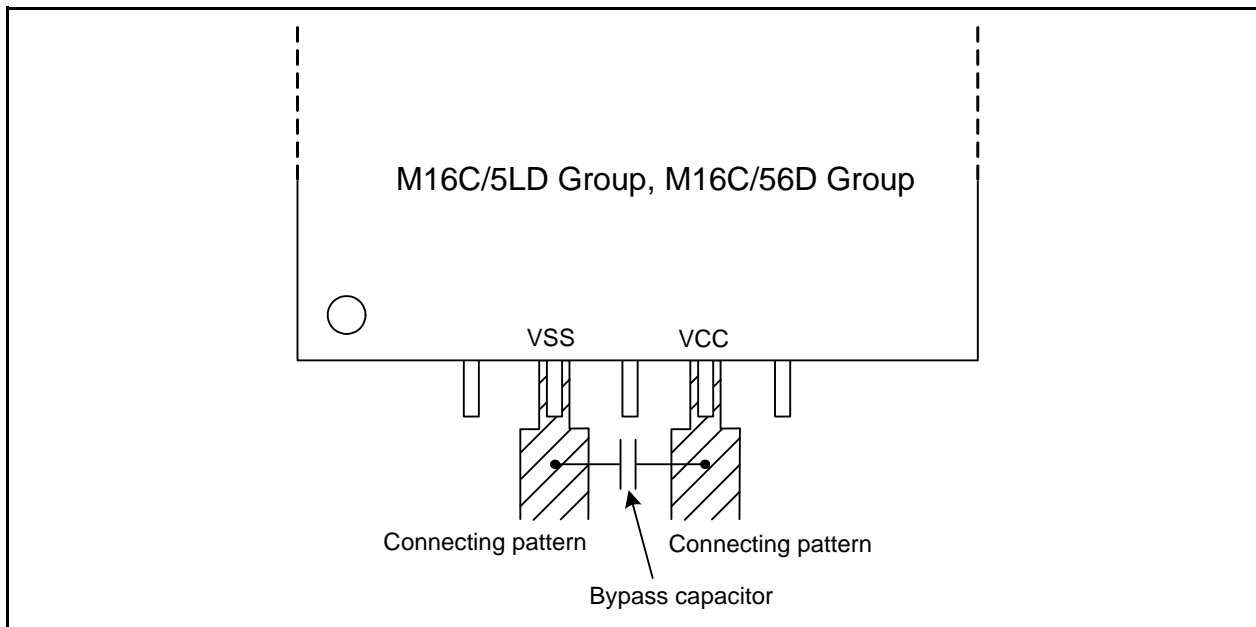 M16C/5LD Group, M16C/56D Group
VSS VCC
Connecting pattern Connecting pattern
Bypass capacitor